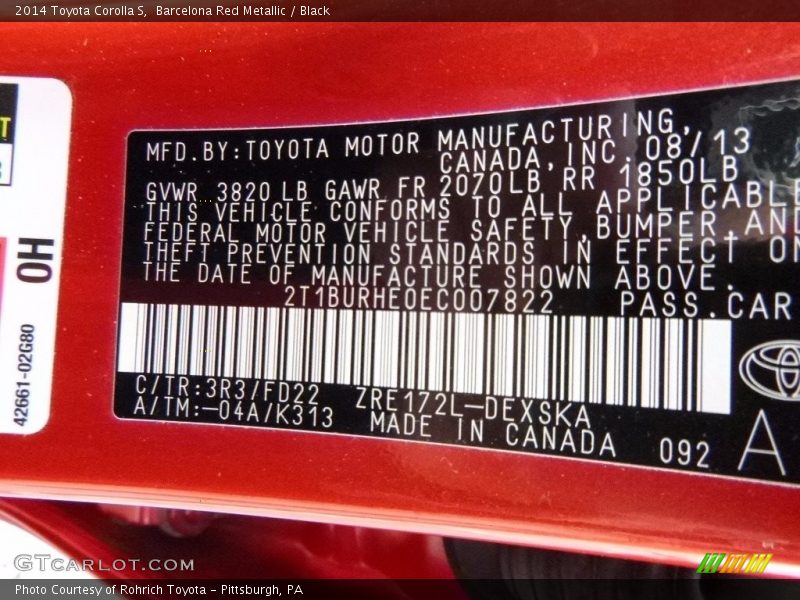 2014 Toyota Corolla S, Barcelona Red Metallic / Black
MFD.BY:TOYOTA MOTOR MANUFACTURING,
CANADA,INC.08/13
GVWR 3820LB GAWR FR 2070LB RR 1850LB
THIS VEHICLE CONFORMS TO ALL APPLICABLE
FEDERAL MOTOR VEHICLE SAFETY,BUMPER,AND
THEFT PREVENTION STANDARDS IN EFFECT ON
THE DATE OF MANUFACTURE SHOWN ABOVE.
2T1BURHE0EC007822 PASS.CAR
C/TR:3R3/FD22 ZRE172L-DEXSKA
A/TM:-04A/K313 MADE IN CANADA 092 A
HO
42661-02G80
GTCARLOT.COM
Photo Courtesy of Rohrich Toyota - Pittsburgh, PA